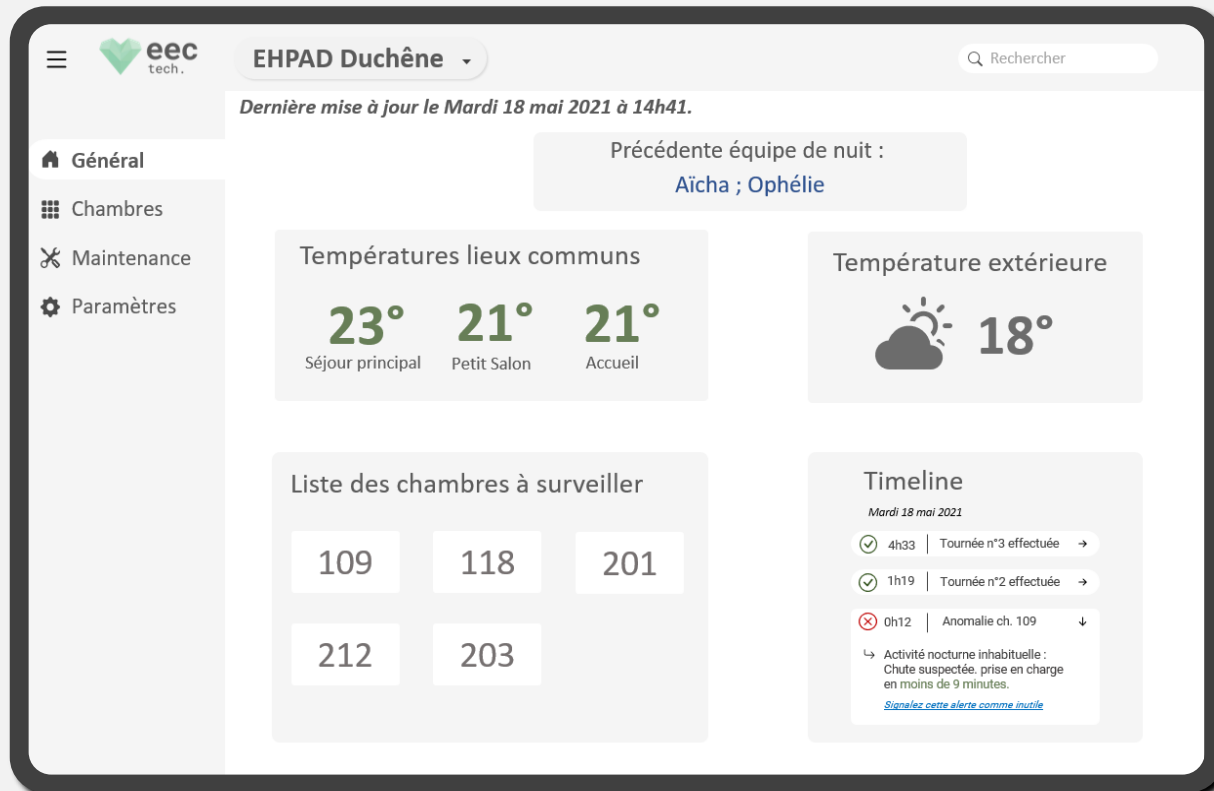 eec
tech.
EHPAD Duchêne
Rechercher
Dernière mise à jour le Mardi 18 mai 2021 à 14h41.
Général
Chambres
Maintenance
Paramètres
Précédente équipe de nuit :
Aïcha ; Ophélie
Températures lieux communs
23° 21° 21°
Séjour principal Petit Salon Accueil
Température extérieure
18°
Liste des chambres à surveiller
109 118 201
212 203
Timeline
Mardi 18 mai 2021
4h33 Tournée n°3 effectuée
1h19 Tournée n°2 effectuée
0h12 Anomalie ch. 109
Activité nocturne inhabituelle :
Chute suspectée. prise en charge
en moins de 9 minutes.
Signalez cette alerte comme inutile